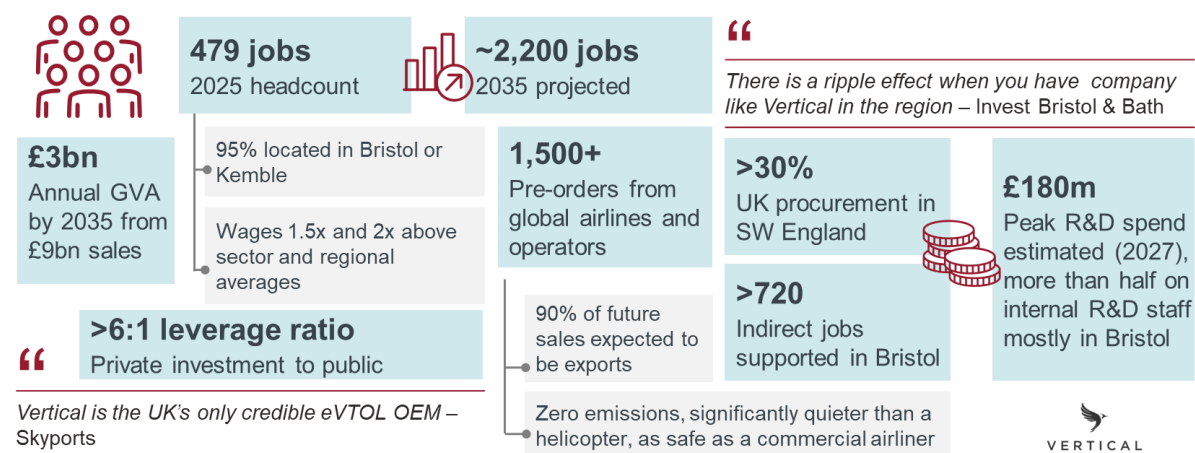 479 jobs
2025 headcount
~2,200 jobs
2035 projected
“
There is a ripple effect when you have company
like Vertical in the region – Invest Bristol & Bath
£3bn
Annual GVA
by 2035 from
£9bn sales
95% located in Bristol or
Kemble
Wages 1.5x and 2x above
sector and regional
averages
1,500+
Pre-orders from
global airlines and
operators
>30%
UK procurement in
SW England
£180m
Peak R&D spend
estimated (2027),
more than half on
internal R&D staff
mostly in Bristol
>720
Indirect jobs
supported in Bristol
90% of future
sales expected to
be exports
Zero emissions, significantly quieter than a
helicopter, as safe as a commercial airliner
>6:1 leverage ratio
Private investment to public
“
Vertical is the UK’s only credible eVTOL OEM –
Skyports
VERTICAL